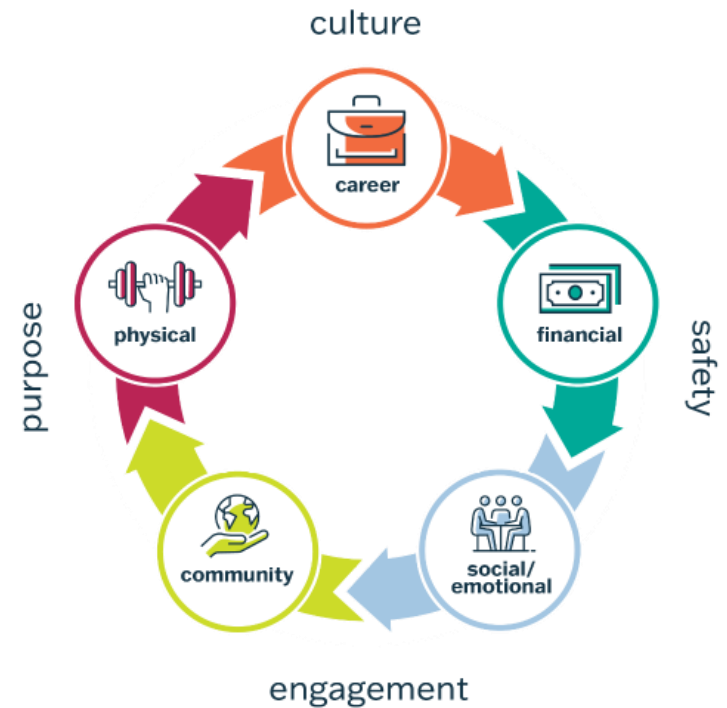 culture
career
physical
financial
purpose
safety
community
social/
emotional
engagement